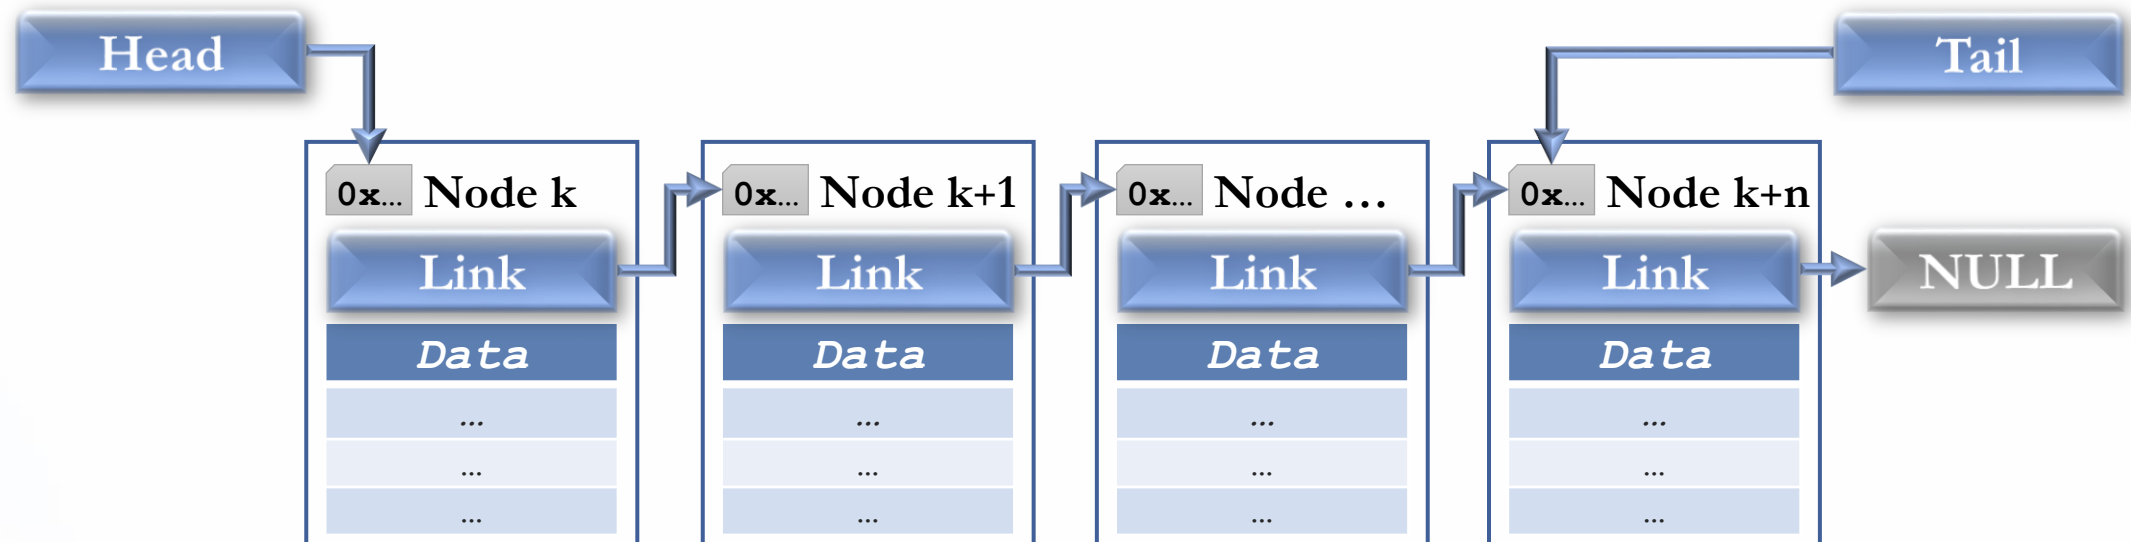 Head
Tail
0x... Node k
0x... Node k+1
0x... Node ...
0x... Node k+n
Link
Link
Link
Link
NULL
Data
Data
Data
Data
...
...
...
...
...
...
...
...
...
...
...
...